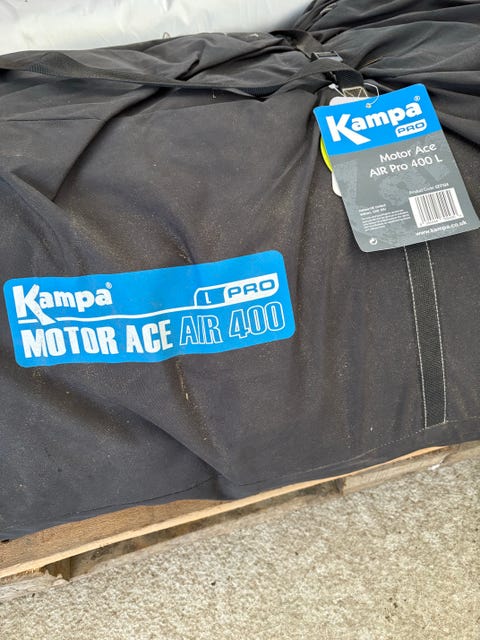 Kampa®
PRO
Motor Ace
AIR Pro 400 L
www.kampa.co.uk
Kampa®
L PRO
MOTOR ACE AIR 400